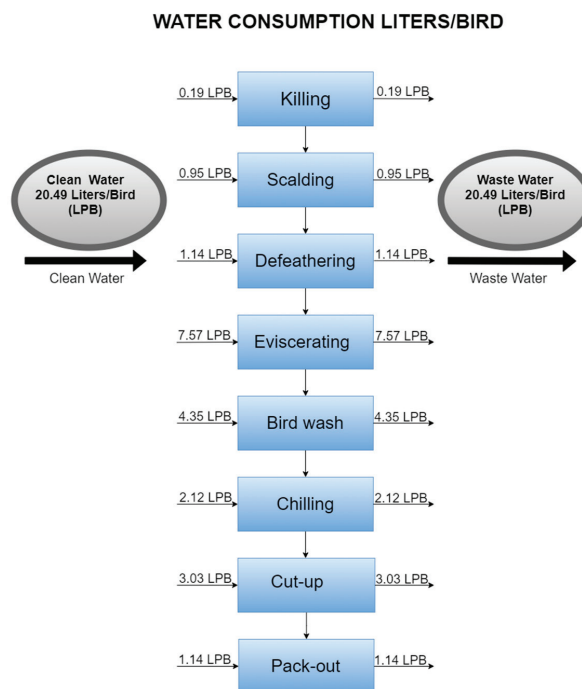 WATER CONSUMPTION LITERS/BIRD
0.19 LPB
Killing
0.19 LPB
Clean Water
20.49 Liters/Bird
(LPB)
Clean Water
0.95 LPB
Scalding
0.95 LPB
Waste Water
20.49 Liters/Bird
(LPB)
Waste Water
1.14 LPB
Defeathering
1.14 LPB
7.57 LPB
Eviscerating
7.57 LPB
4.35 LPB
Bird wash
4.35 LPB
2.12 LPB
Chilling
2.12 LPB
3.03 LPB
Cut-up
3.03 LPB
1.14 LPB
Pack-out
1.14 LPB